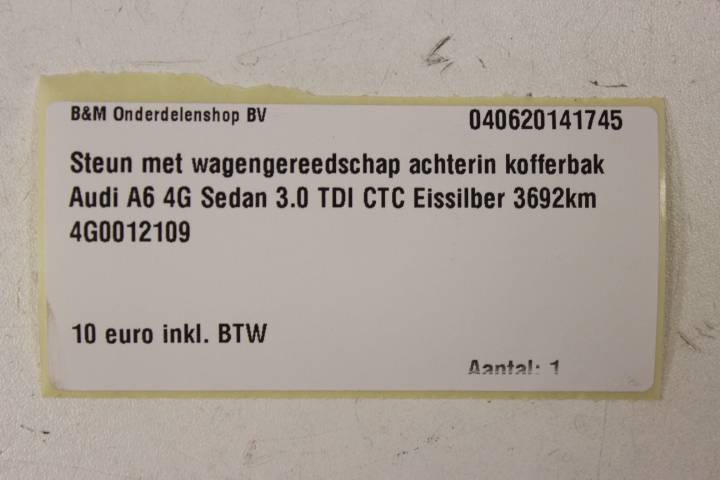 B&M Onderdelenshop BV 040620141745
Steun met wagengereedschap achterin kofferbak
Audi A6 4G Sedan 3.0 TDI CTC Eissilber 3692km
4G0012109
10 euro inkl. BTW
Aantal: 1